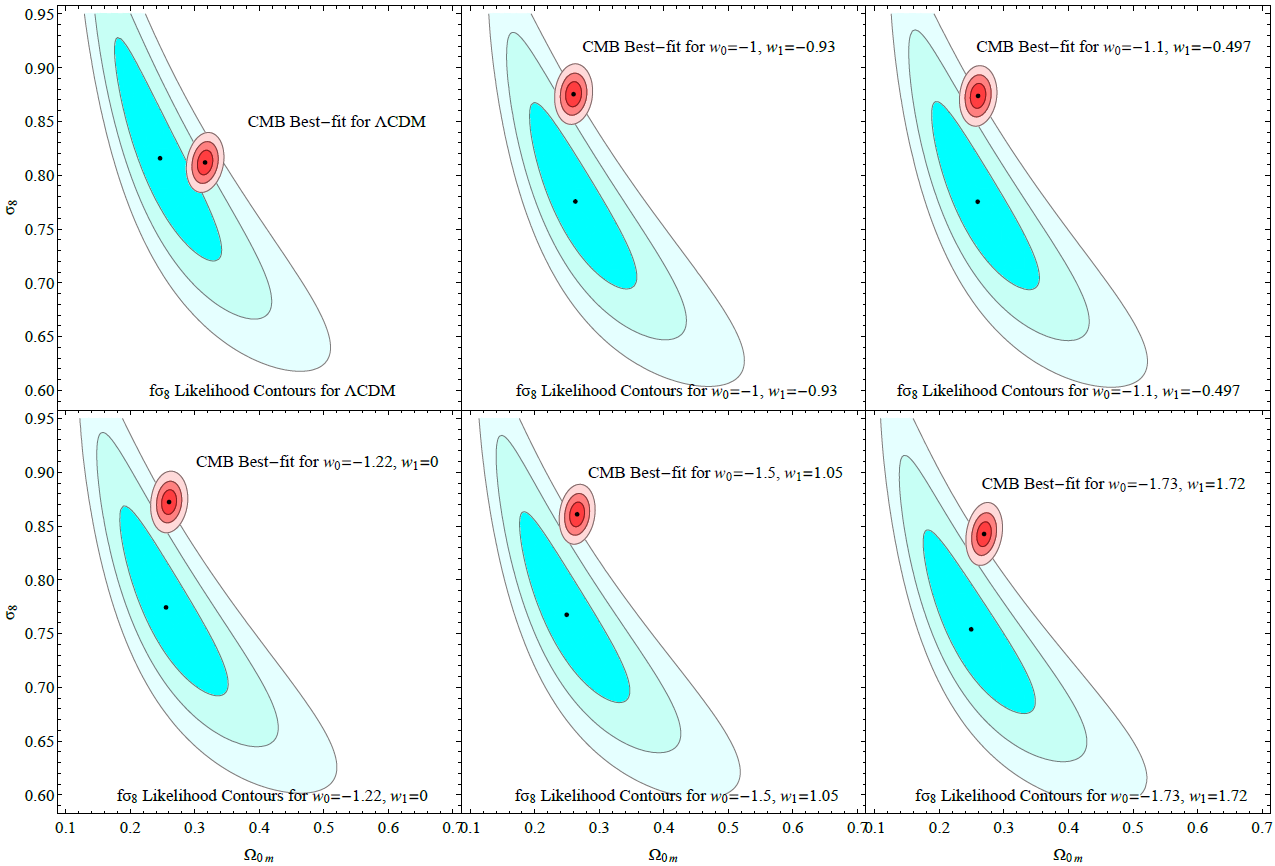 0.95
0.90
0.85
0.80
0.75
0.70
0.65
0.60
σ8
CMB Best−fit for ΛCDM
fσ8 Likelihood Contours for ΛCDM
CMB Best−fit for w0=−1, w1=−0.93
fσ8 Likelihood Contours for w0=−1, w1=−0.93
CMB Best−fit for w0=−1.1, w1=−0.497
fσ8 Likelihood Contours for w0=−1.1, w1=−0.497
0.95
0.90
0.85
0.80
0.75
0.70
0.65
0.60
σ8
CMB Best−fit for w0=−1.22, w1=0
fσ8 Likelihood Contours for w0=−1.22, w1=0
CMB Best−fit for w0=−1.5, w1=1.05
fσ8 Likelihood Contours for w0=−1.5, w1=1.05
CMB Best−fit for w0=−1.73, w1=1.72
fσ8 Likelihood Contours for w0=−1.73, w1=1.72
0.1 0.2 0.3 0.4 0.5 0.6 0.7
0.2 0.3 0.4 0.5 0.6 0.7
0.1 0.2 0.3 0.4 0.5 0.6 0.7
Ω0 m
Ω0 m
Ω0 m